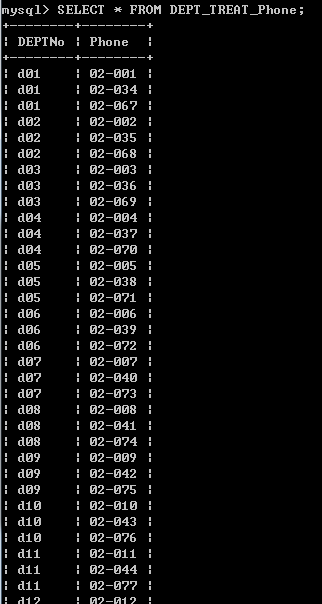 mysql> SELECT * FROM DEPT_TREAT_Phone;
+--------+--------+
¦ DEPTNo ¦ Phone  ¦
+--------+--------+
¦ d01    ¦ 02-001 ¦
¦ d01    ¦ 02-034 ¦
¦ d01    ¦ 02-067 ¦
¦ d02    ¦ 02-002 ¦
¦ d02    ¦ 02-035 ¦
¦ d02    ¦ 02-068 ¦
¦ d03    ¦ 02-003 ¦
¦ d03    ¦ 02-036 ¦
¦ d03    ¦ 02-069 ¦
¦ d04    ¦ 02-004 ¦
¦ d04    ¦ 02-037 ¦
¦ d04    ¦ 02-070 ¦
¦ d05    ¦ 02-005 ¦
¦ d05    ¦ 02-038 ¦
¦ d05    ¦ 02-071 ¦
¦ d06    ¦ 02-006 ¦
¦ d06    ¦ 02-039 ¦
¦ d06    ¦ 02-072 ¦
¦ d07    ¦ 02-007 ¦
¦ d07    ¦ 02-040 ¦
¦ d07    ¦ 02-073 ¦
¦ d08    ¦ 02-008 ¦
¦ d08    ¦ 02-041 ¦
¦ d08    ¦ 02-074 ¦
¦ d09    ¦ 02-009 ¦
¦ d09    ¦ 02-042 ¦
¦ d09    ¦ 02-075 ¦
¦ d10    ¦ 02-010 ¦
¦ d10    ¦ 02-043 ¦
¦ d10    ¦ 02-076 ¦
¦ d11    ¦ 02-011 ¦
¦ d11    ¦ 02-044 ¦
¦ d11    ¦ 02-077 ¦
¦ d12    ¦ 02-012 ¦